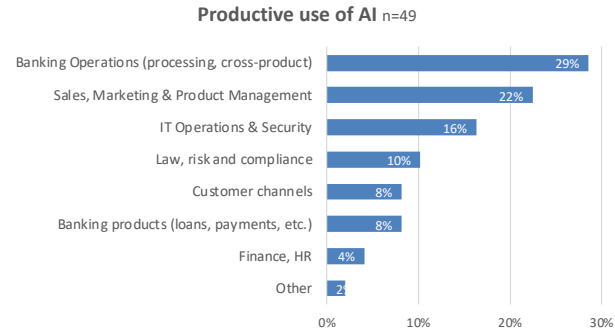 Productive use of AI n=49
Banking Operations (processing, cross-product)
29%
Sales, Marketing & Product Management
22%
IT Operations & Security
16%
Law, risk and compliance
10%
Customer channels
8%
Banking products (loans, payments, etc.)
8%
Finance, HR
4%
Other
2%
0%
10%
20%
30%